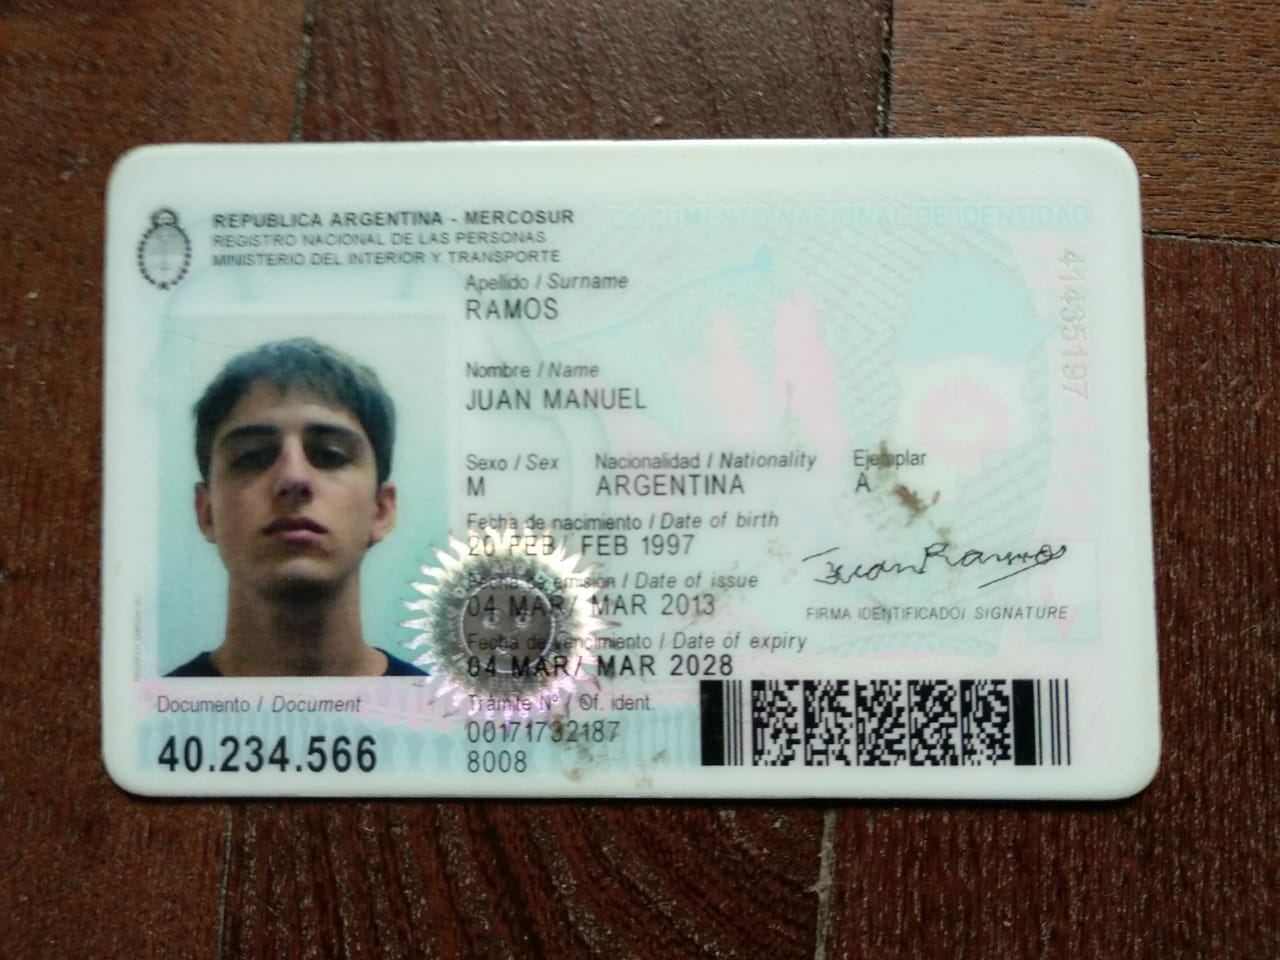 REPUBLICA ARGENTINA - MERCOSUR
REGISTRO NACIONAL DE LAS PERSONAS
MINISTERIO DEL INTERIOR Y TRANSPORTE
DOCUMENTO NACIONAL DE IDENTIDAD
Apellido / Surname
RAMOS
Nombre / Name
JUAN MANUEL
Sexo / Sex Nacionalidad / Nationality Ejemplar
M ARGENTINA A
Fecha de nacimiento / Date of birth
20 FEB/ FEB 1997
Fecha de emisión / Date of issue
04 MAR/ MAR 2013
Fecha de vencimiento / Date of expiry
04 MAR/ MAR 2028
Juan Ramos
FIRMA IDENTIFICADO/ SIGNATURE
Documento / Document
40.234.566
Tramite Nº / Of. ident.
00171732187
8008